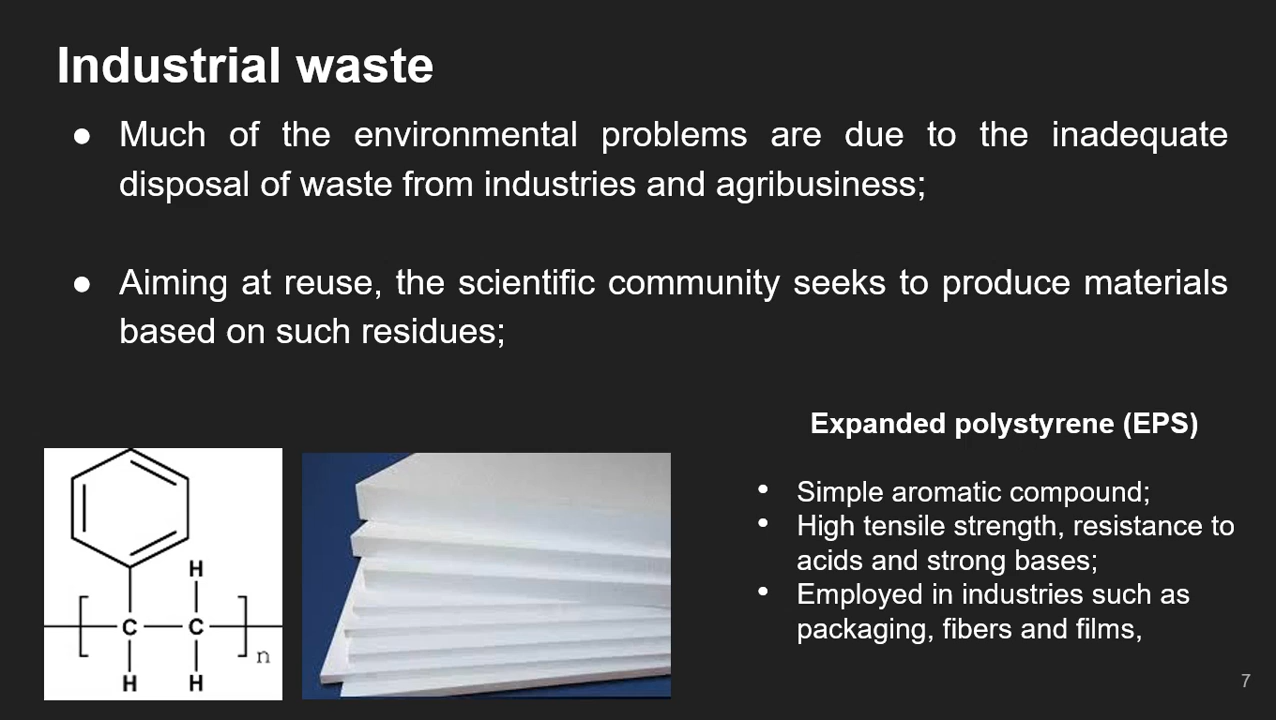 Industrial waste
● Much of the environmental problems are due to the inadequate
disposal of waste from industries and agribusiness;
● Aiming at reuse, the scientific community seeks to produce materials
based on such residues;
Expanded polystyrene (EPS)
• Simple aromatic compound;
• High tensile strength, resistance to
acids and strong bases;
• Employed in industries such as
packaging, fibers and films,
H
C C
n
H H
7